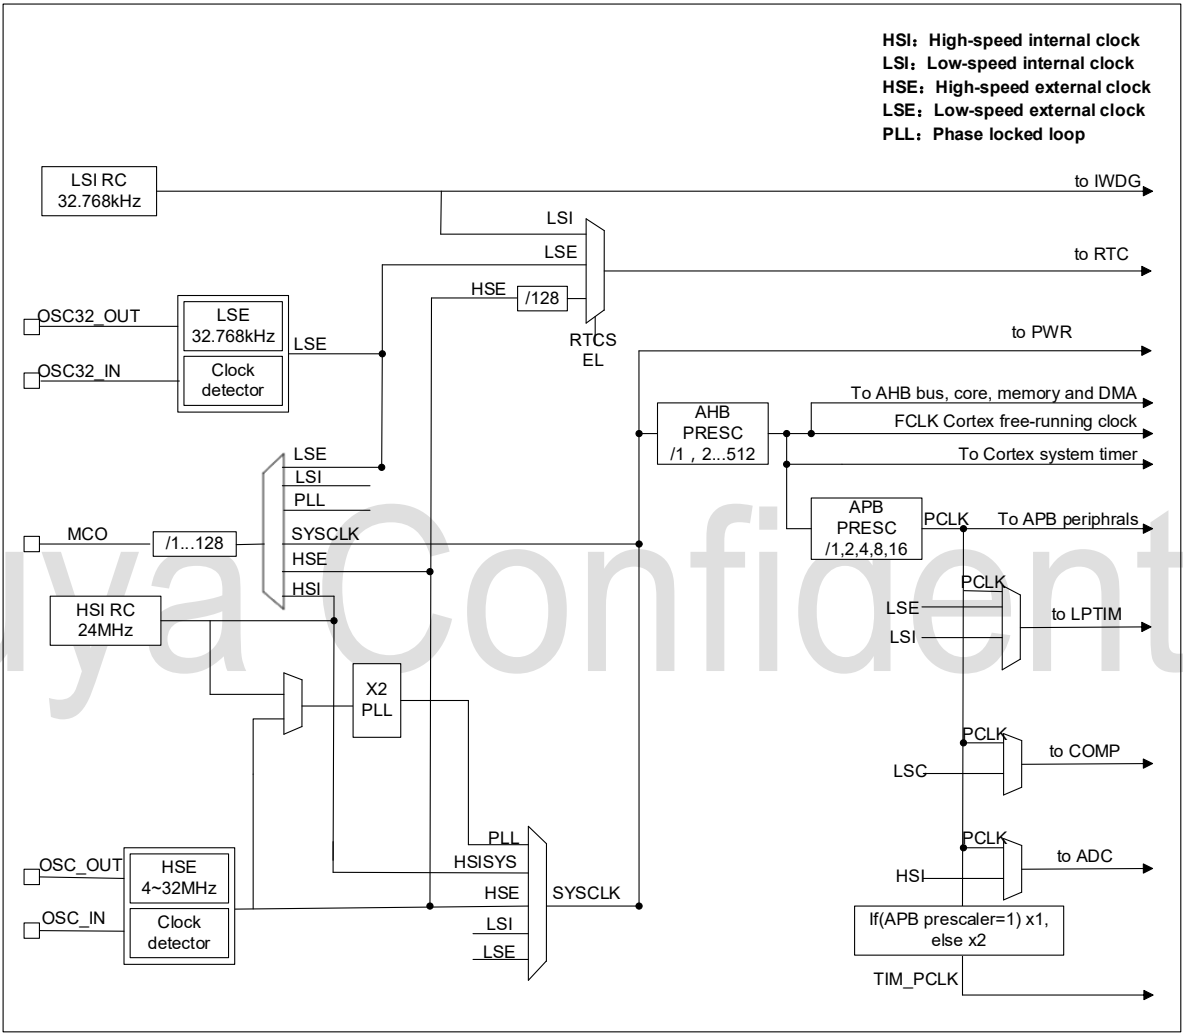 HSI：High-speed internal clock
LSI：Low-speed internal clock
HSE：High-speed external clock
LSE：Low-speed external clock
PLL：Phase locked loop
LSI RC
32.768kHz
to IWDG
LSI
LSE
to RTC
HSE
/128
RTCS
EL
OSC32_OUT
LSE
32.768kHz
LSE
OSC32_IN
Clock
detector
to PWR
AHB
PRESC
/1 , 2...512
To AHB bus, core, memory and DMA
FCLK Cortex free-running clock
To Cortex system timer
LSE
LSI
PLL
SYSCLK
HSE
HSI
MCO
/1...128
APB
PRESC
/1,2,4,8,16
PCLK
To APB periphrals
HSI RC
24MHz
PCLK
LSE
LSI
to LPTIM
X2
PLL
PCLK
LSC
to COMP
PLL
HSISYS
HSE
LSI
LSE
SYSCLK
PCLK
HSI
to ADC
OSC_OUT
HSE
4~32MHz
OSC_IN
Clock
detector
If(APB prescaler=1) x1,
else x2
TIM_PCLK
uya Confident